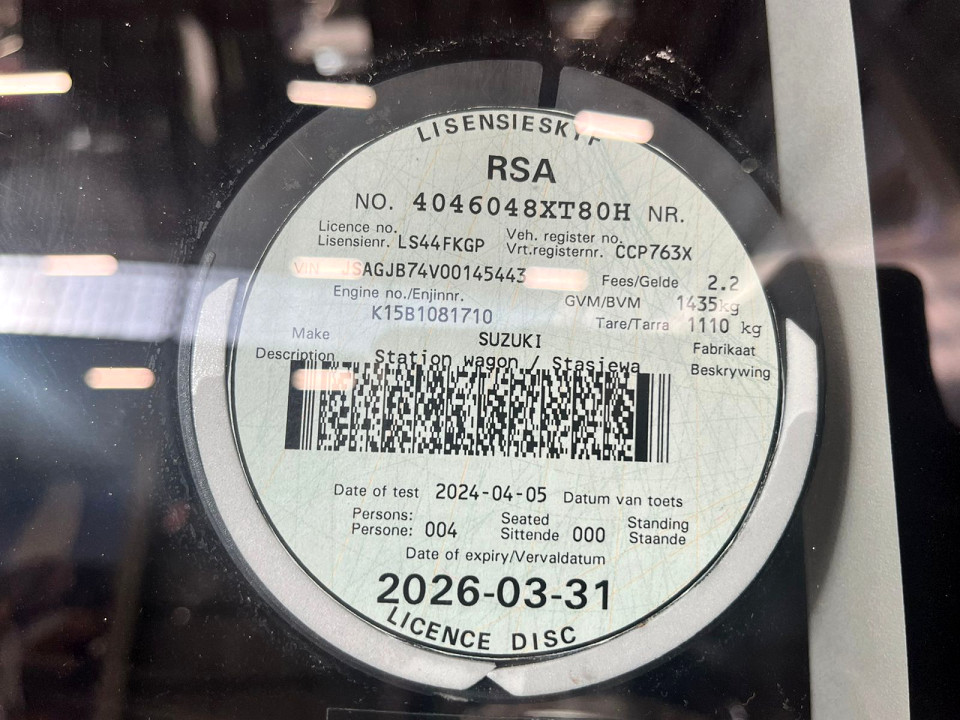 LISENSIESKYF
RSA
NO. 4046048XT80H NR.
Licence no. Veh. register no.
Lisensienr. LS44FKGP Vrt.registernr. CCP763X
VIN JSAGJB74V00145443 Fees/Gelde 2.2
Engine no./Enjinnr. GVM/BVM 1435kg
K15B1081710 Tare/Tarra 1110 kg
Make SUZUKI Fabrikaat
Description Station wagon / Stasiewa Beskrywing
Date of test 2024-04-05 Datum van toets
Persons: Seated Standing
Persone: 004 Sittende 000 Staande
Date of expiry/Vervaldatum
2026-03-31
LICENCE DISC